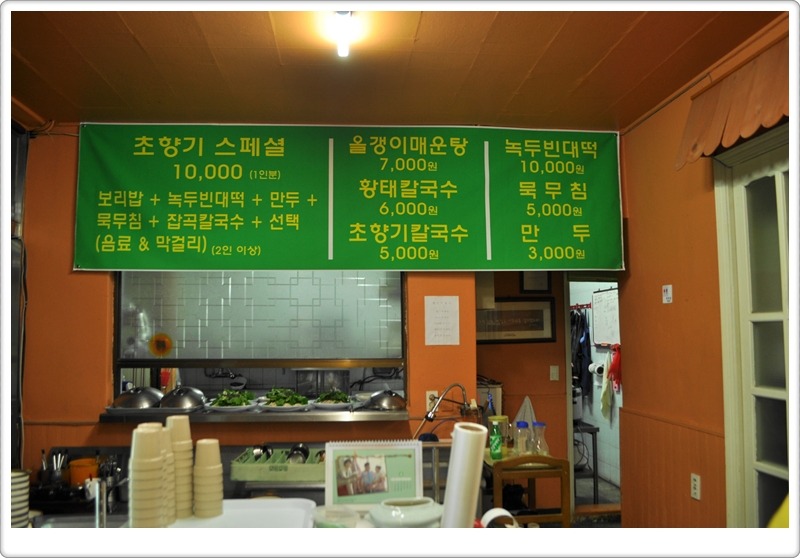 초향기 스페셜
10,000 (1인분)
보리밥 + 녹두빈대떡 + 만두 +
묵무침 + 잡곡칼국수 + 선택
(음료 & 막걸리) (2인 이상)
올갱이매운탕
7,000원
황태칼국수
6,000원
초향기칼국수
5,000원
녹두빈대떡
10,000원
묵무침
5,000원
만두
3,000원